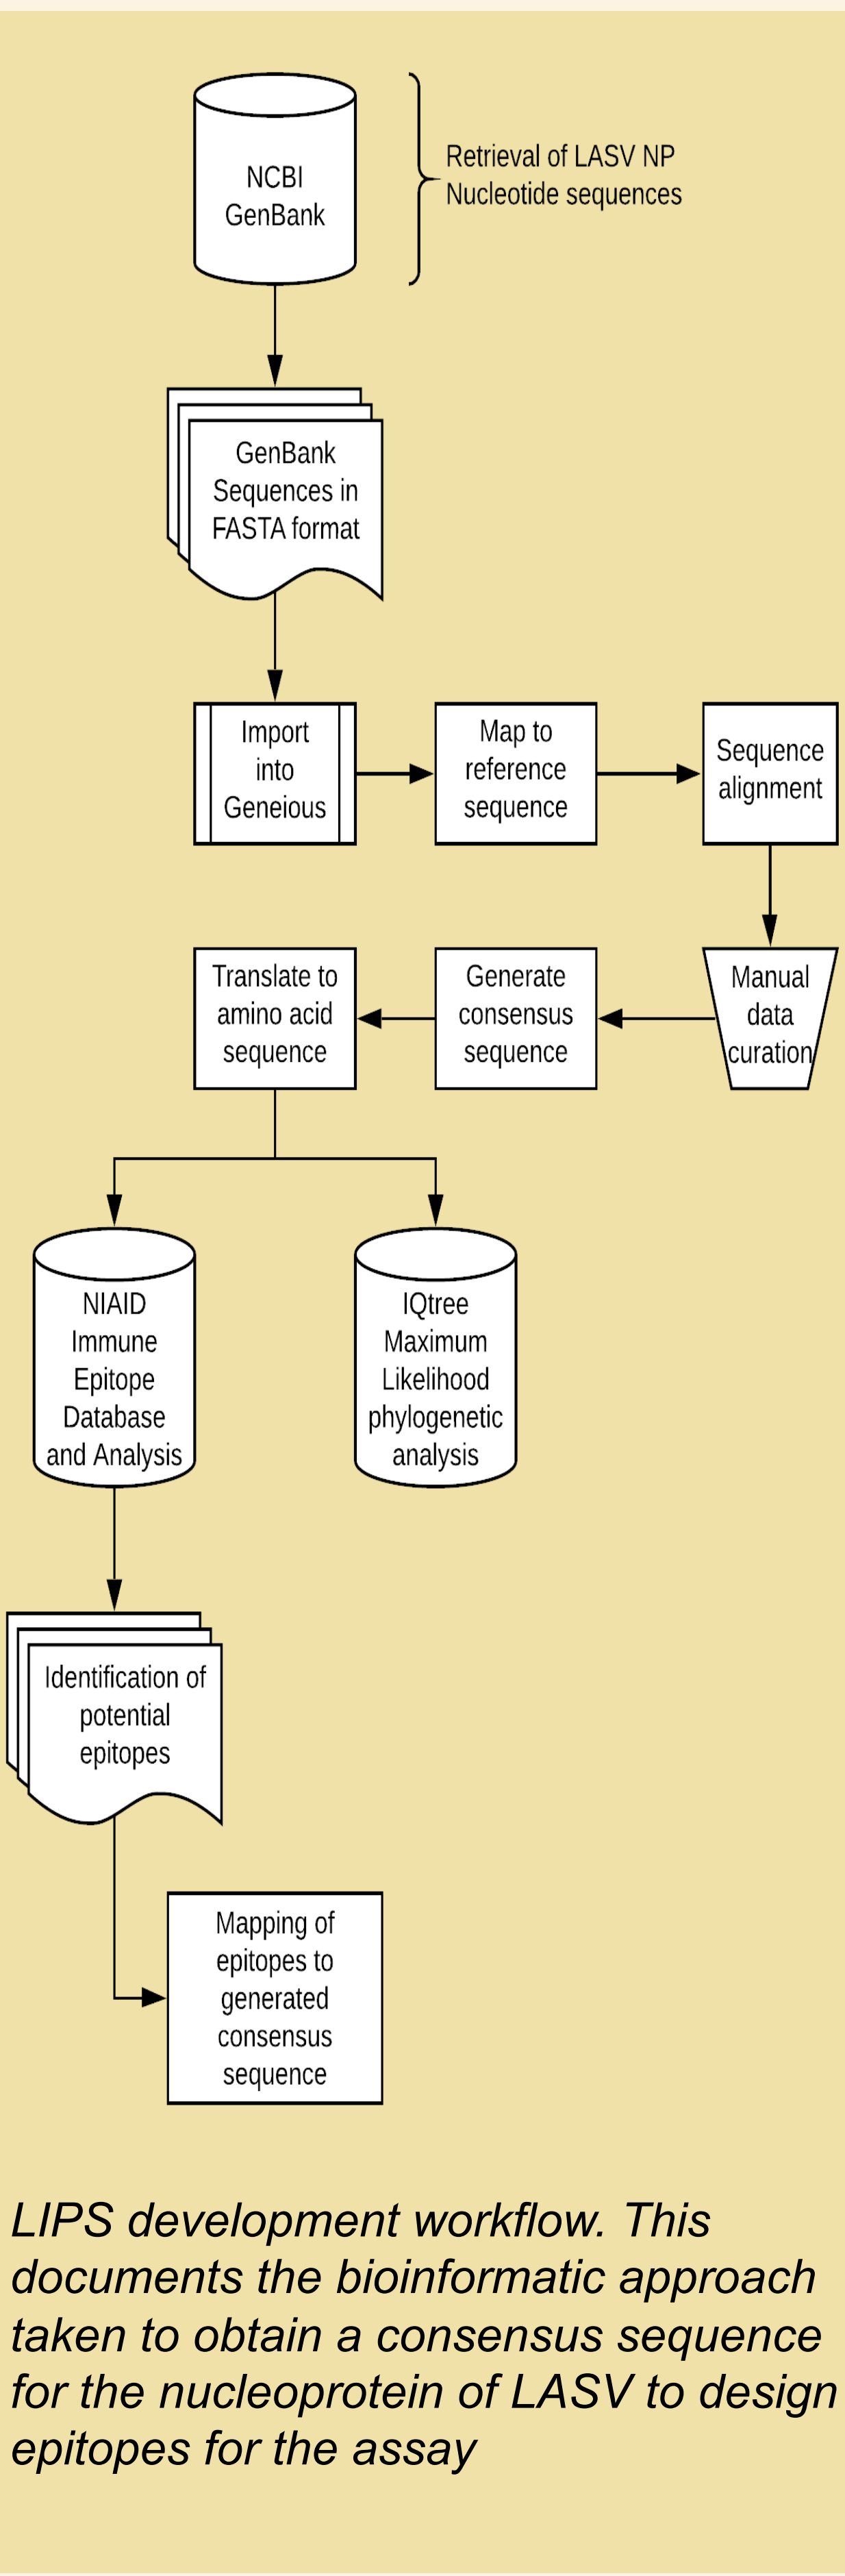 NCBI
GenBank
Retrieval of LASV NP
Nucleotide sequences
GenBank
Sequences in
FASTA format
Import
into
Geneious
Map to
reference
sequence
Sequence
alignment
Manual
data
curation
Generate
consensus
sequence
Translate to
amino acid
sequence
NIAID
Immune
Epitope
Database
and Analysis
IQtree
Maximum
Likelihood
phylogenetic
analysis
Identification of
potential
epitopes
Mapping of
epitopes to
generated
consensus
sequence
LIPS development workflow. This
documents the bioinformatic approach
taken to obtain a consensus sequence
for the nucleoprotein of LASV to design
epitopes for the assay